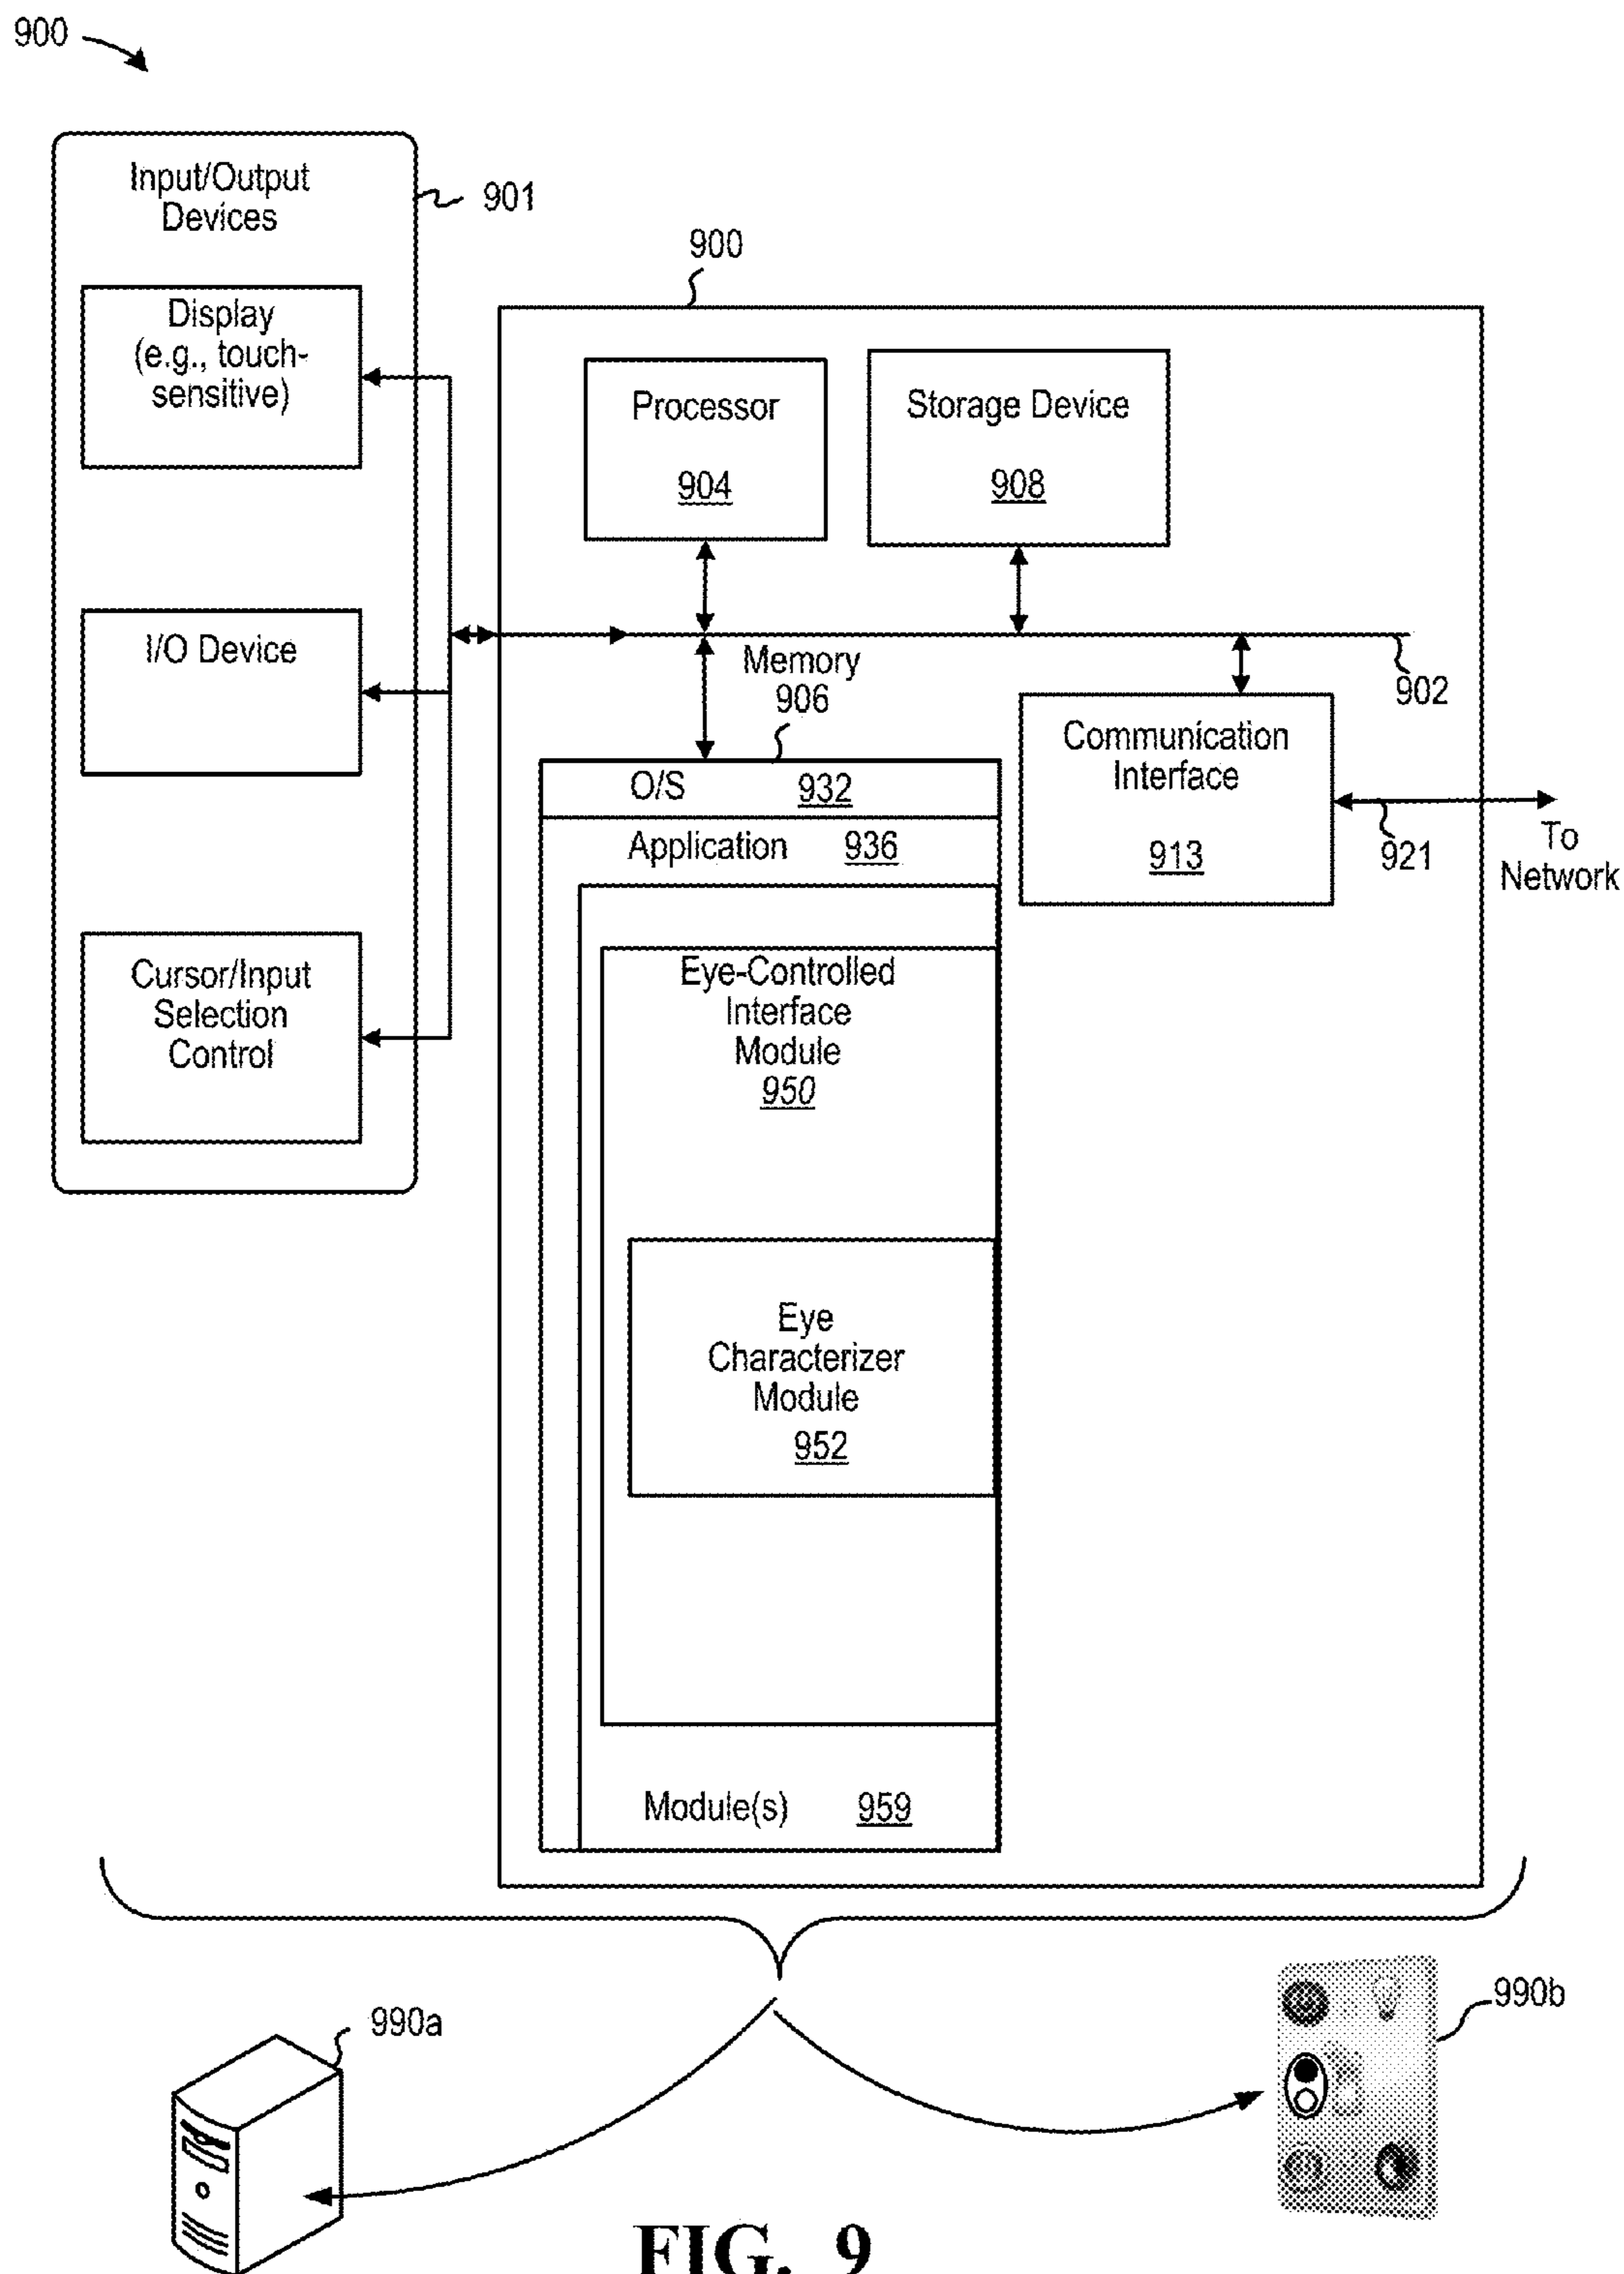 900
Input/Output
Devices
901
Display
(e.g., touch-
sensitive)
I/O Device
Cursor/Input
Selection
Control
900
Processor
904
Storage Device
908
902
Memory
906
O/S 932
Application 936
Eye-Controlled
Interface
Module
950
Eye
Characterizer
Module
952
Module(s) 959
Communication
Interface
913
921
To
Network
990a
990b
FIG. 9